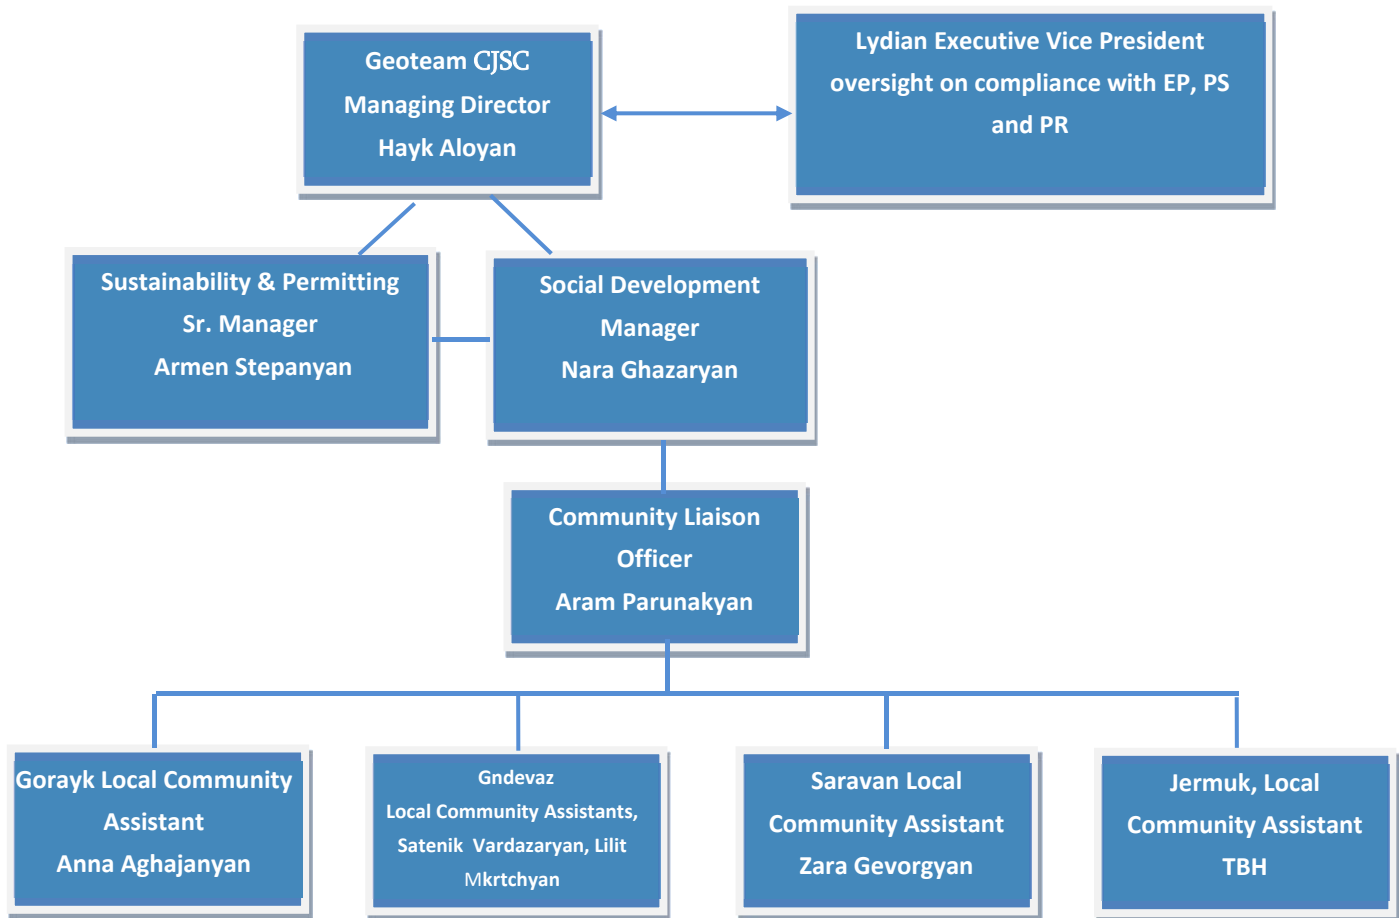 Geoteam CJSC
Managing Director
Hayk Aloyan
Lydian Executive Vice President
oversight on compliance with EP, PS
and PR
Sustainability & Permitting
Sr. Manager
Armen Stepanyan
Social Development
Manager
Nara Ghazaryan
Community Liaison
Officer
Aram Parunakyan
Gorayk Local Community
Assistant
Anna Aghajanyan
Gndevaz
Local Community Assistants,
Satenik Vardazaryan, Lilit
Mkrtchyan
Saravan Local
Community Assistant
Zara Gevorgyan
Jermuk, Local
Community Assistant
TBH